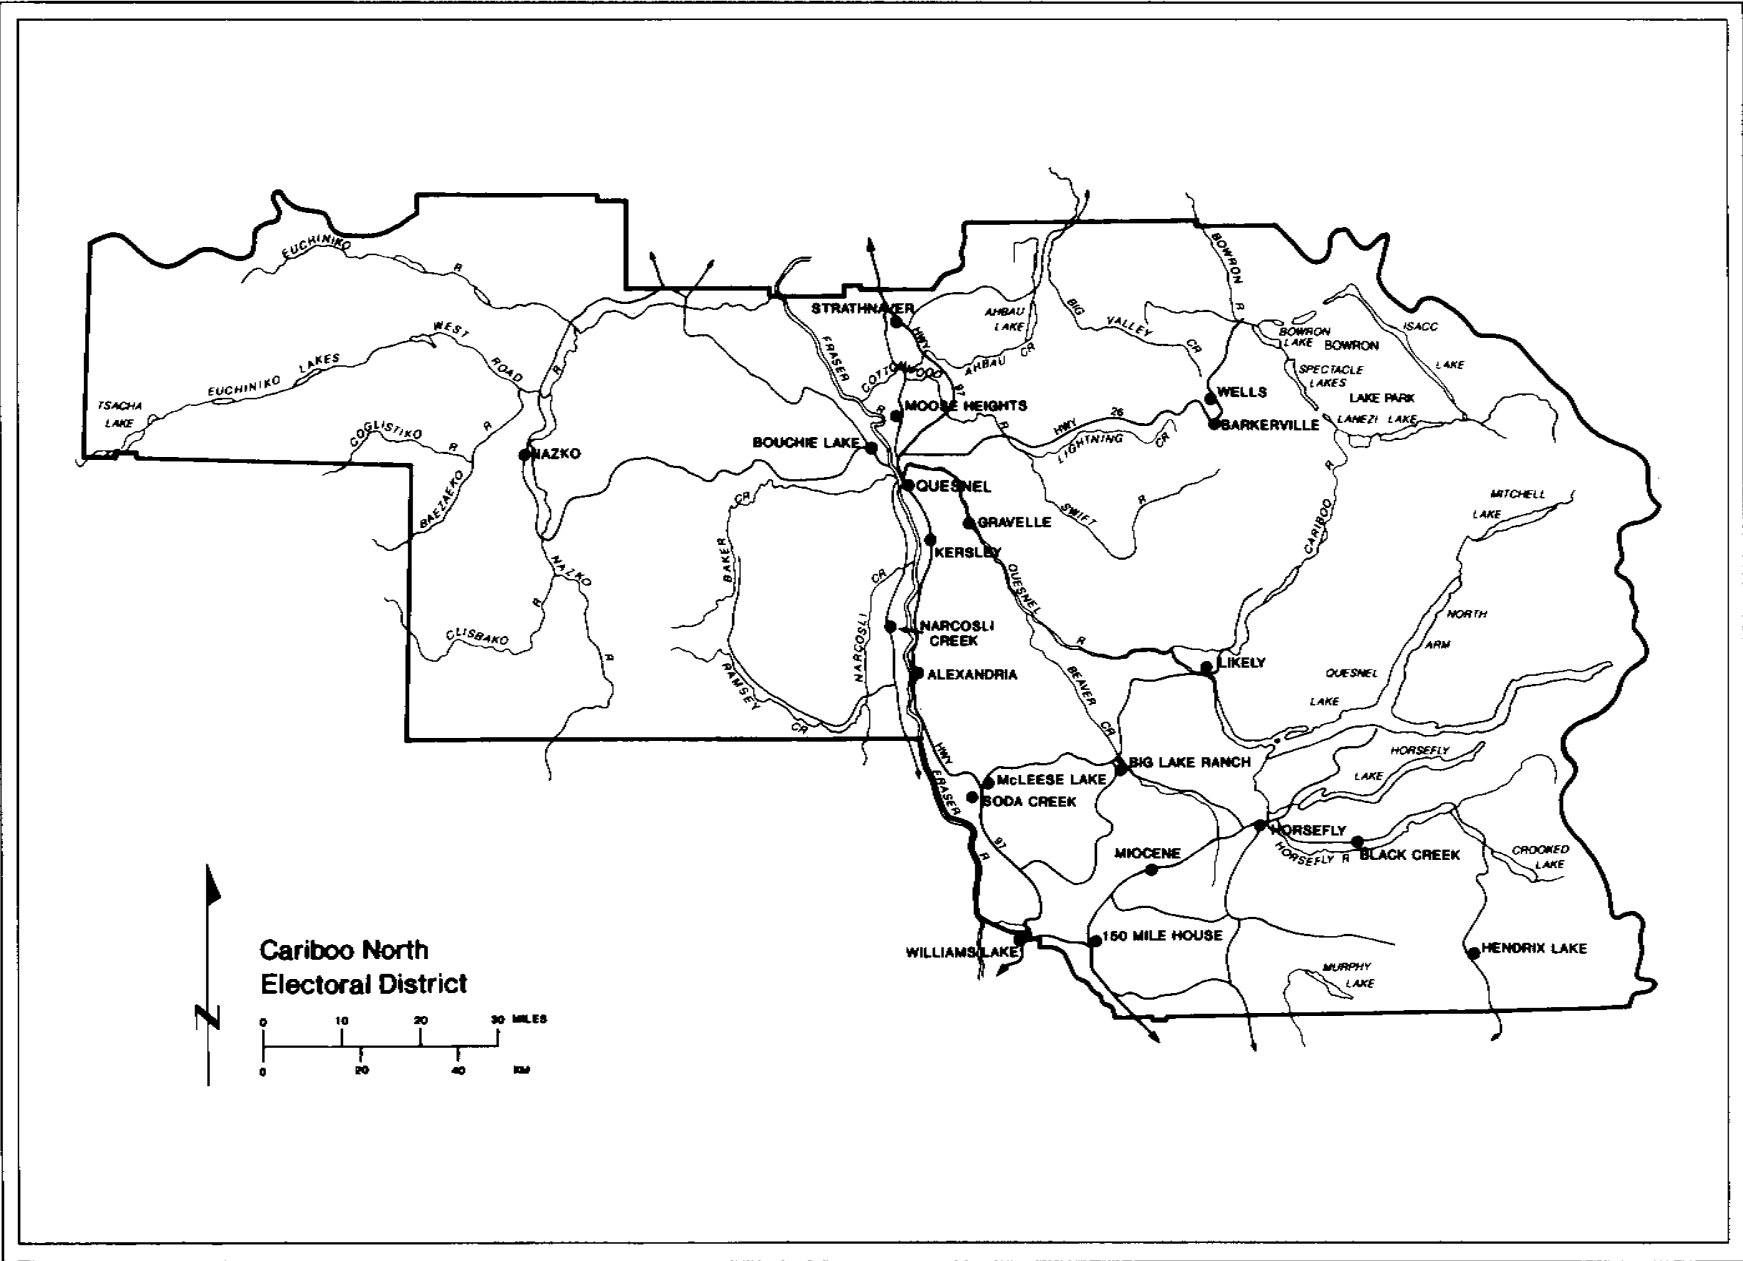 EUCHINIKO
R
BOWRON
R
STRATHNAVER
AHBAU
LAKE
BIG
VALLEY
CR
ISACC
LAKE
BOWRON
LAKE
BOWRON
LAKE PARK
WEST
ROAD
R
FRASER
HWY
97
COTTONWOOD
R
AHBAU
CR
SPECTACLE
LAKES
EUCHINIKO LAKES
TSACHA
LAKE
MOOSE HEIGHTS
HWY
26
WELLS
BARKERVILLE
LANEZI LAKE
COGLISTIKO
R
R
BAEZAEKO
NAZKO
BOUCHIE LAKE
R
LIGHTNING
CR
QUESNEL
CR
BAKER
SWIFT
R
R
CARIBOO
MITCHELL
LAKE
GRAVELLE
KERSLEY
NAZKO
R
R
CLISBAKO
CR
NARCOSLI
NARCOSLI
CREEK
QUESNEL
R
NORTH
ARM
RAMSEY
CR
ALEXANDRIA
BEAVER
CR
LIKELY
QUESNEL
LAKE
HWY
FRASER
R
97
McLEESE LAKE
SODA CREEK
BIG LAKE RANCH
HORSEFLY
LAKE
HORSEFLY
HORSEFLY R
BLACK CREEK
CROOKED
LAKE
MIOCENE
WILLIAMS LAKE
150 MILE HOUSE
HENDRIX LAKE
MURPHY
LAKE
N
Cariboo North
Electoral District
0 10 20 30 MILES
0 20 40 KM